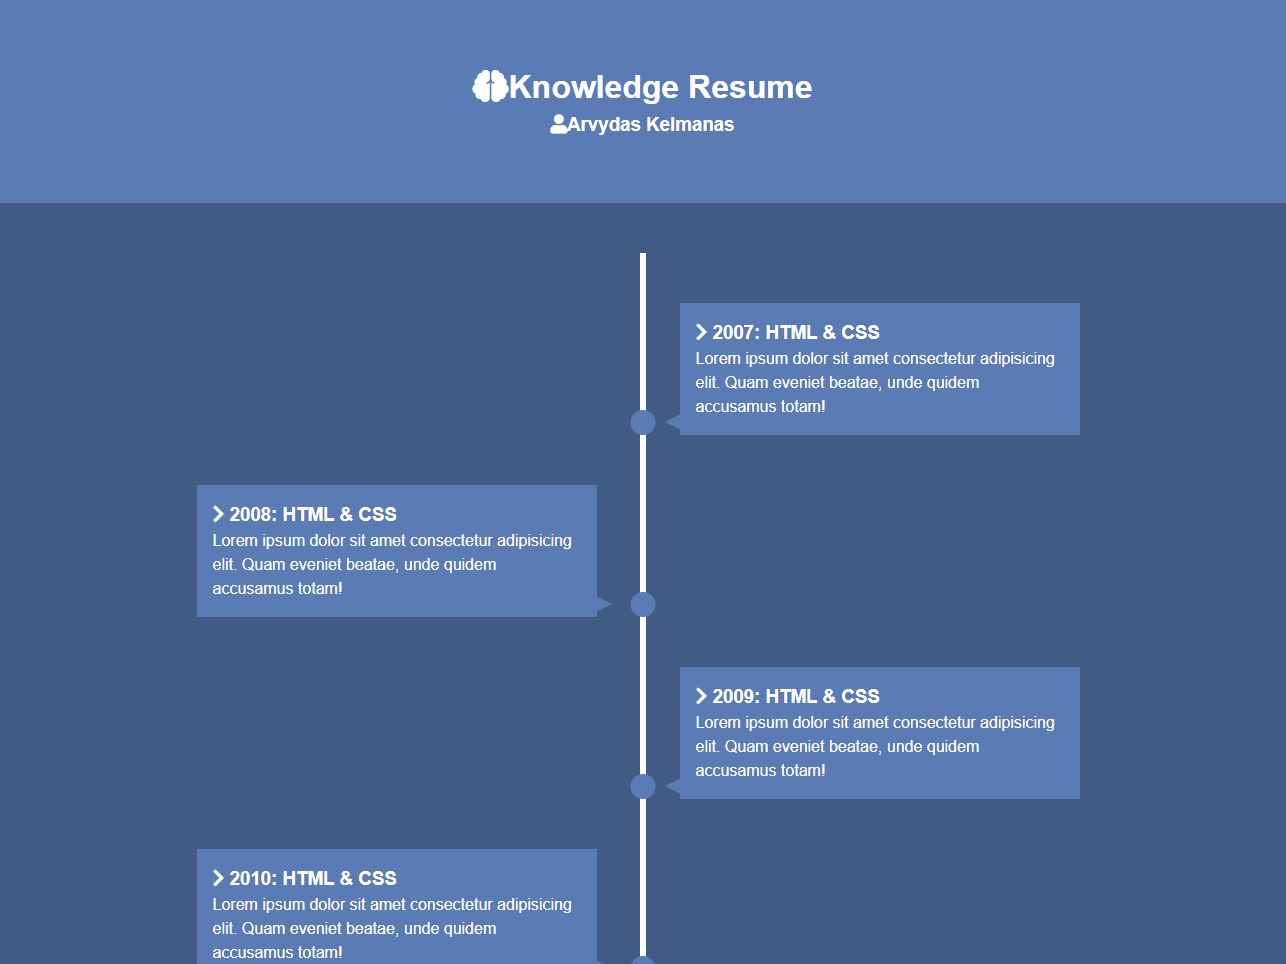 Knowledge Resume
Arvydas Kelmanas
2007: HTML & CSS
Lorem ipsum dolor sit amet consectetur adipisicing
elit. Quam eveniet beatae, unde quidem
accusamus totam!
2008: HTML & CSS
Lorem ipsum dolor sit amet consectetur adipisicing
elit. Quam eveniet beatae, unde quidem
accusamus totam!
2009: HTML & CSS
Lorem ipsum dolor sit amet consectetur adipisicing
elit. Quam eveniet beatae, unde quidem
accusamus totam!
2010: HTML & CSS
Lorem ipsum dolor sit amet consectetur adipisicing
elit. Quam eveniet beatae, unde quidem
accusamus totam!